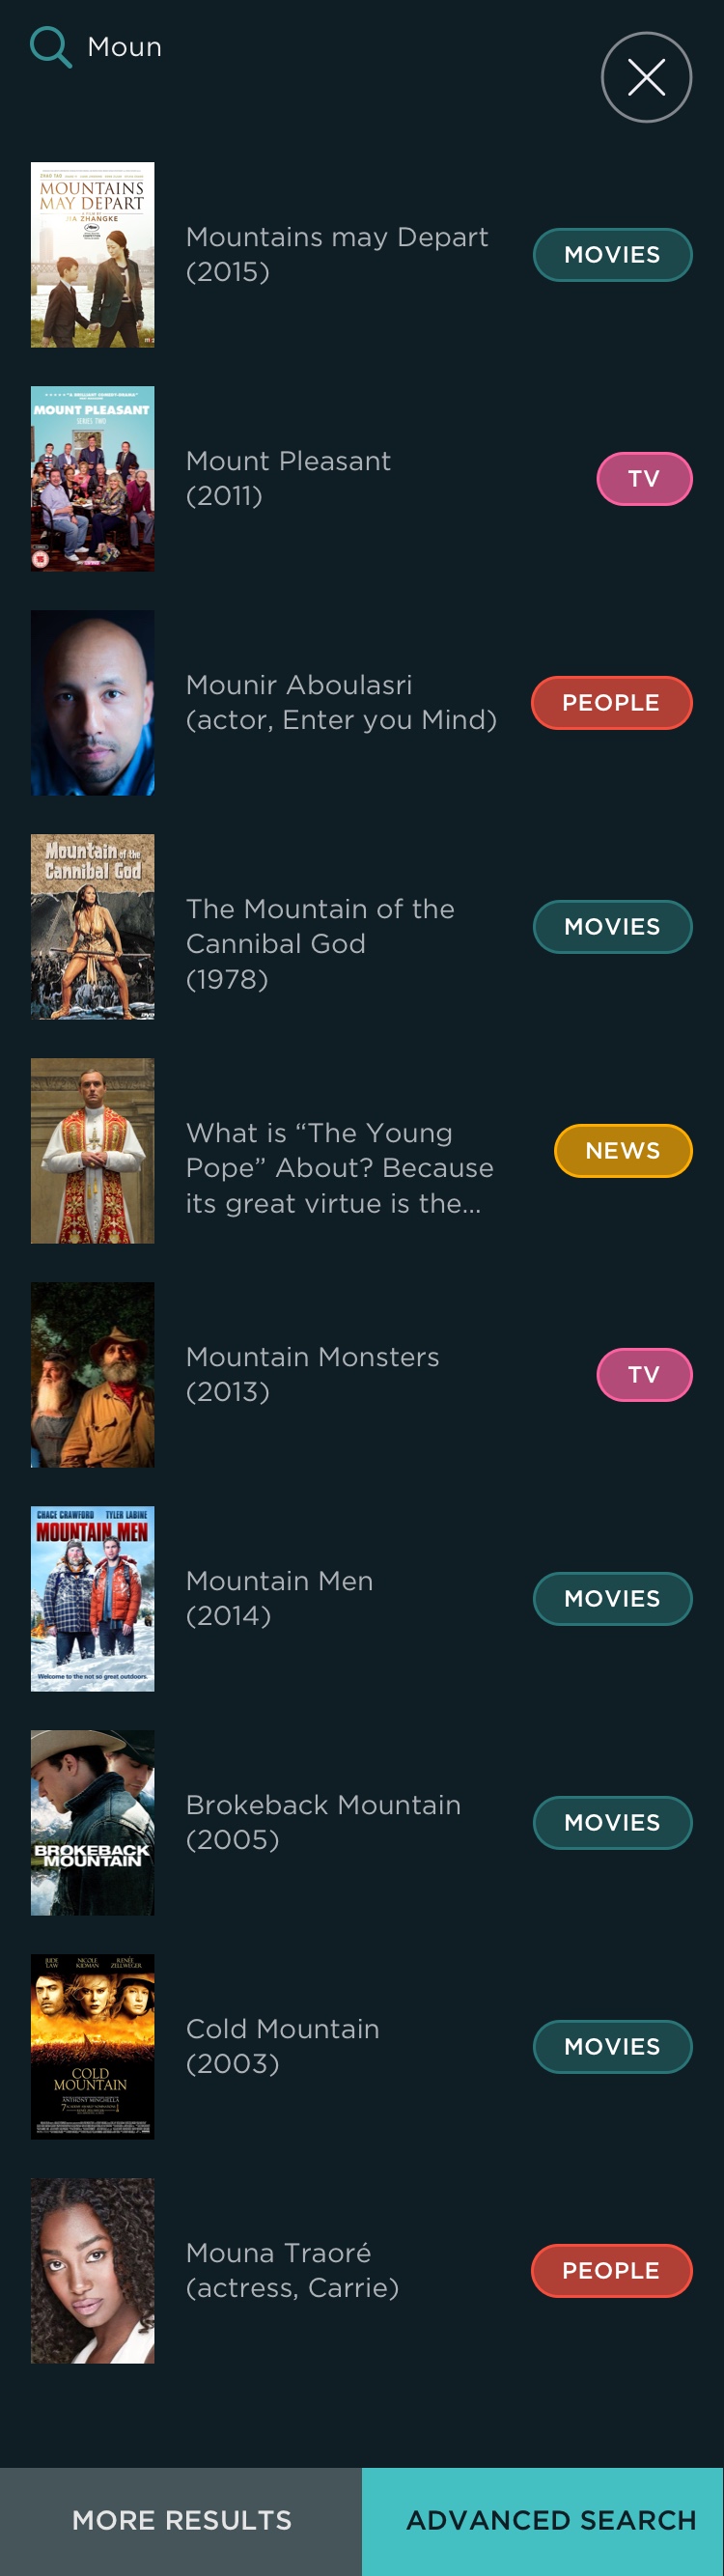 Moun
MOUNTAINS
MAY DEPART
JIA ZHANGKE
Mountains may Depart
(2015)
MOVIES
MOUNT PLEASANT
SERIES TWO
15
Mount Pleasant
(2011)
TV
Mounir Aboulasri
(actor, Enter you Mind)
PEOPLE
Mountain of the
Cannibal God
DVD
The Mountain of the
Cannibal God
(1978)
MOVIES
What is “The Young
Pope” About? Because
its great virtue is the...
NEWS
Mountain Monsters
(2013)
TV
CHACE CRAWFORD TYLER LABINE
MOUNTAIN MEN
Welcome to the not so great outdoors.
Mountain Men
(2014)
MOVIES
BROKEBACK
MOUNTAIN
Brokeback Mountain
(2005)
MOVIES
JUDE LAW
NICOLE KIDMAN
RENÉE ZELLWEGER
COLD
MOUNTAIN
ANTHONY MINGHELLA
Cold Mountain
(2003)
MOVIES
Mouna Traoré
(actress, Carrie)
PEOPLE
MORE RESULTS
ADVANCED SEARCH